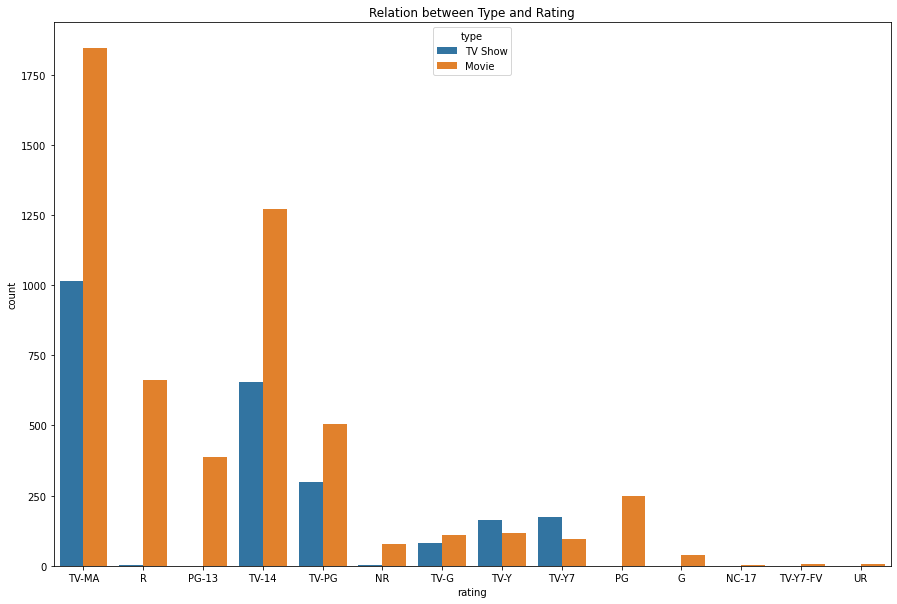 Relation between Type and Rating
type
TV Show
Movie
1750
1500
1250
1000
750
500
250
0
count
TV-MA R PG-13 TV-14 TV-PG NR TV-G TV-Y TV-Y7 PG G NC-17 TV-Y7-FV UR
rating